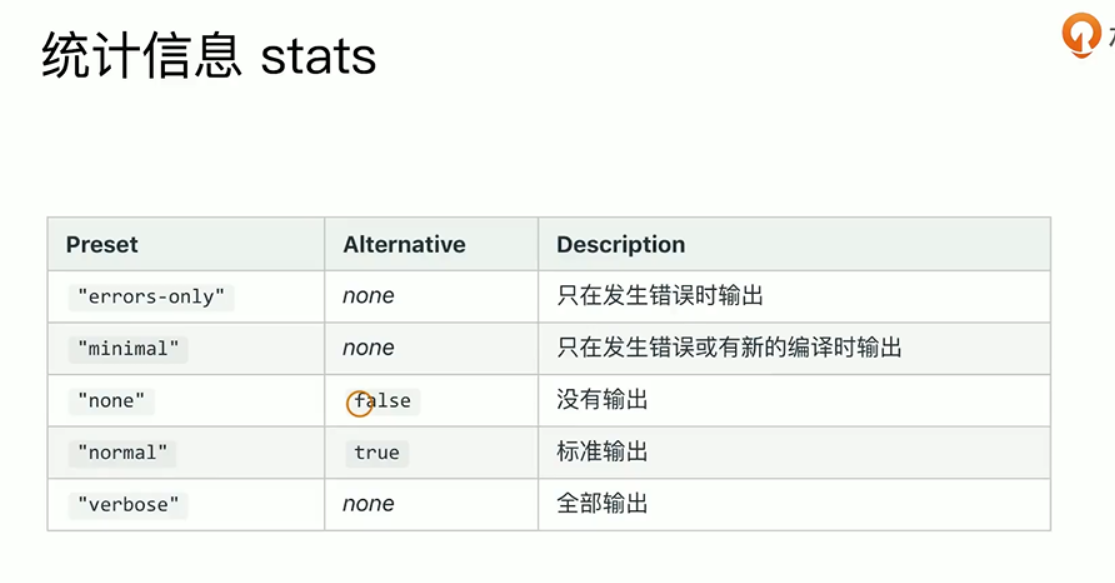 统计信息 stats
Preset Alternative Description
"errors-only" none 只在发生错误时输出
"minimal" none 只在发生错误或有新的编译时输出
"none" false 没有输出
"normal" true 标准输出
"verbose" none 全部输出